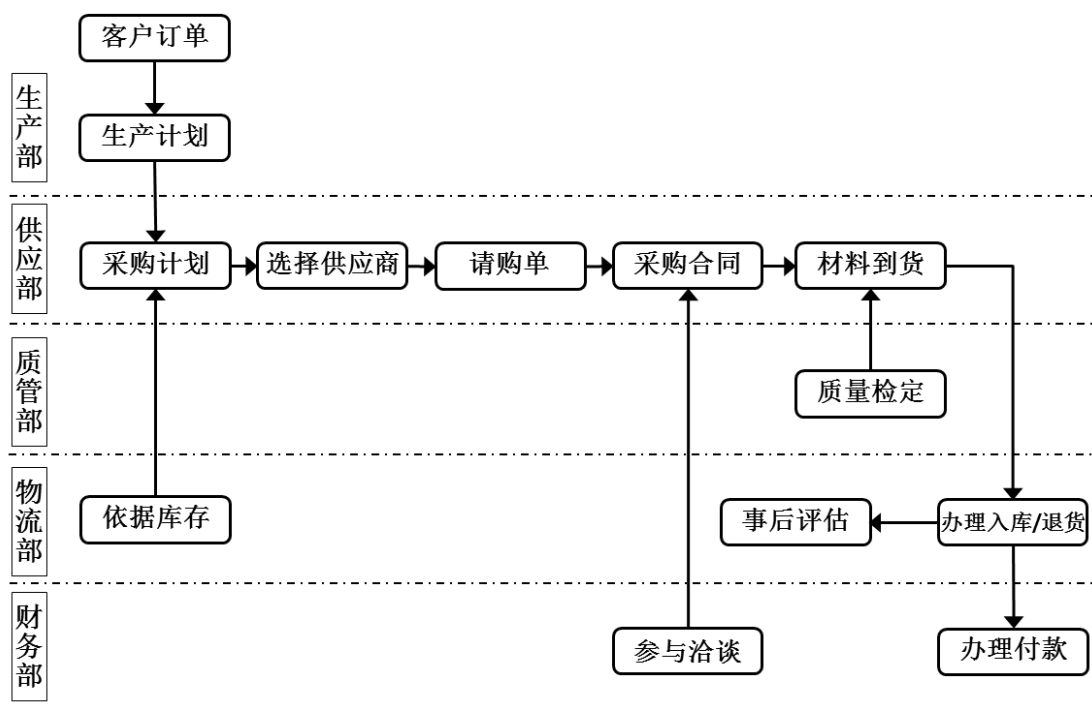 客户订单
生产部
生产计划
供应部
采购计划
选择供应商
请购单
采购合同
材料到货
质管部
质量检定
物流部
依据库存
事后评估
办理入库/退货
财务部
参与洽谈
办理付款